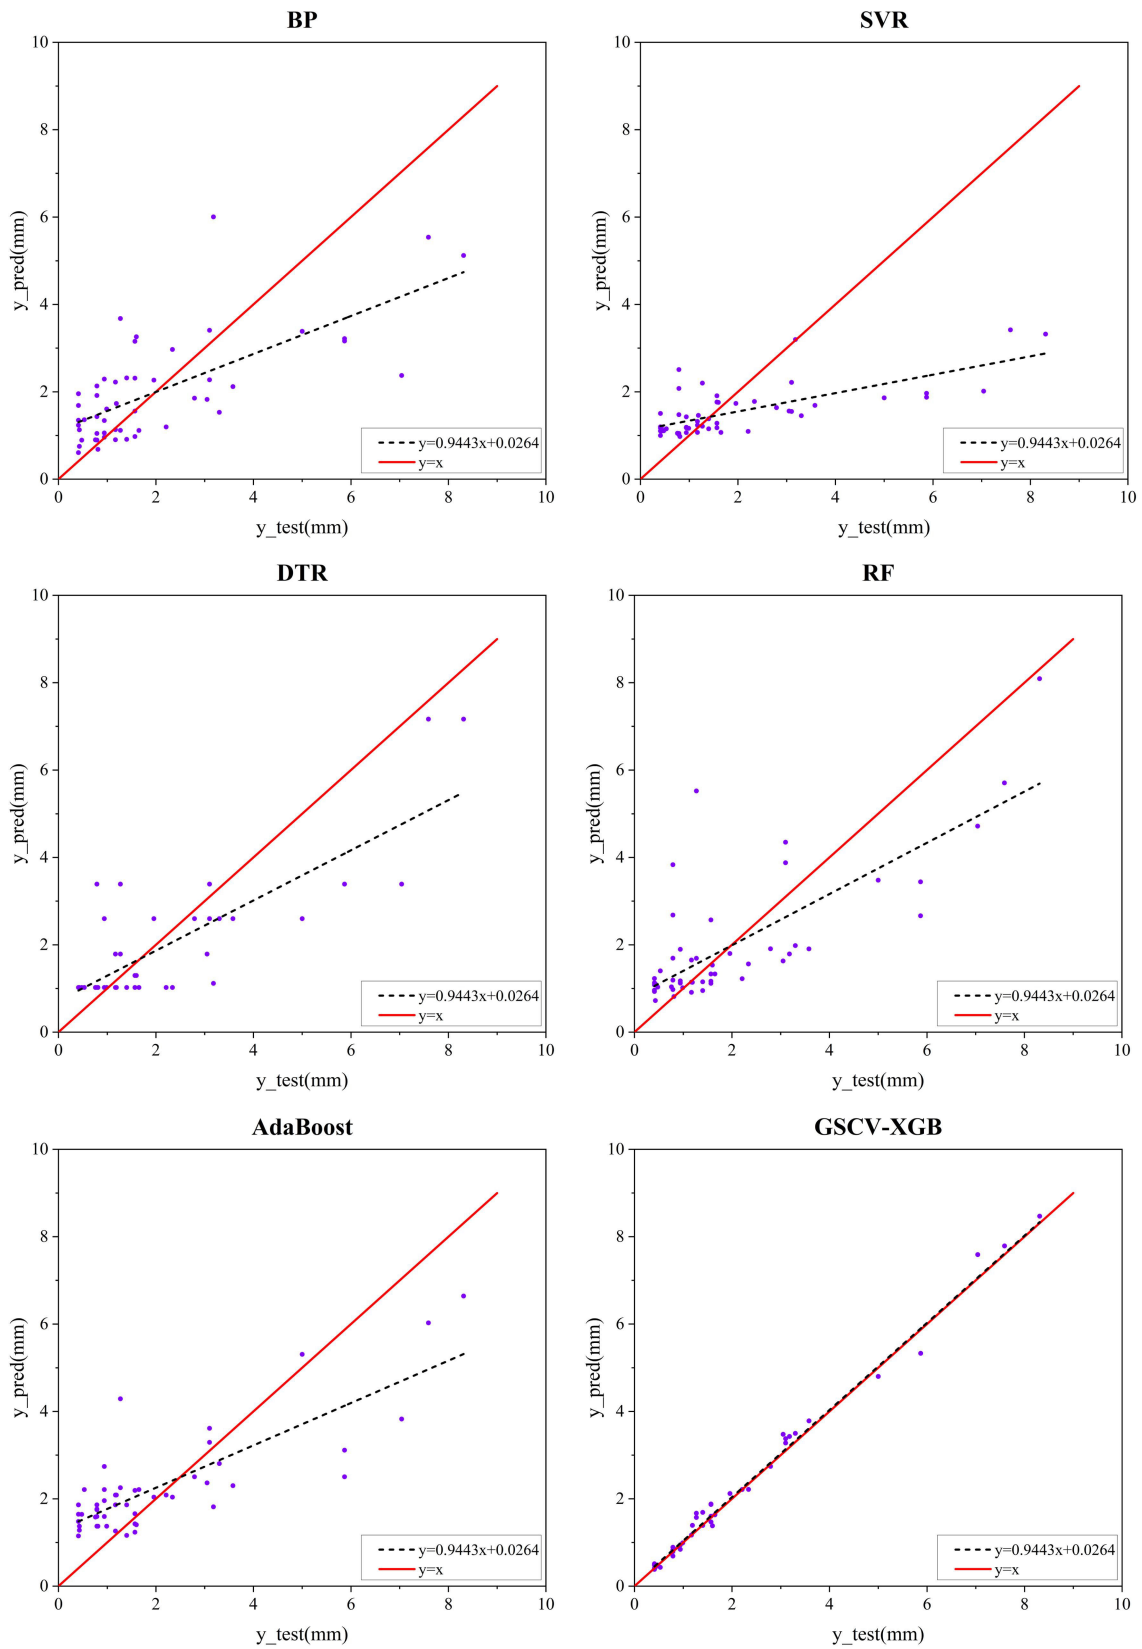 BP
10
8
6
4
2
0
y_pred(mm)
y=0.9443x+0.0264
y=x
0 2 4 6 8 10
y_test(mm)
SVR
10
8
6
4
2
0
y_pred(mm)
y=0.9443x+0.0264
y=x
0 2 4 6 8 10
y_test(mm)
DTR
10
8
6
4
2
0
y_pred(mm)
y=0.9443x+0.0264
y=x
0 2 4 6 8 10
y_test(mm)
RF
10
8
6
4
2
0
y_pred(mm)
y=0.9443x+0.0264
y=x
0 2 4 6 8 10
y_test(mm)
AdaBoost
10
8
6
4
2
0
y_pred(mm)
y=0.9443x+0.0264
y=x
0 2 4 6 8 10
y_test(mm)
GSCV-XGB
10
8
6
4
2
0
y_pred(mm)
y=0.9443x+0.0264
y=x
0 2 4 6 8 10
y_test(mm)